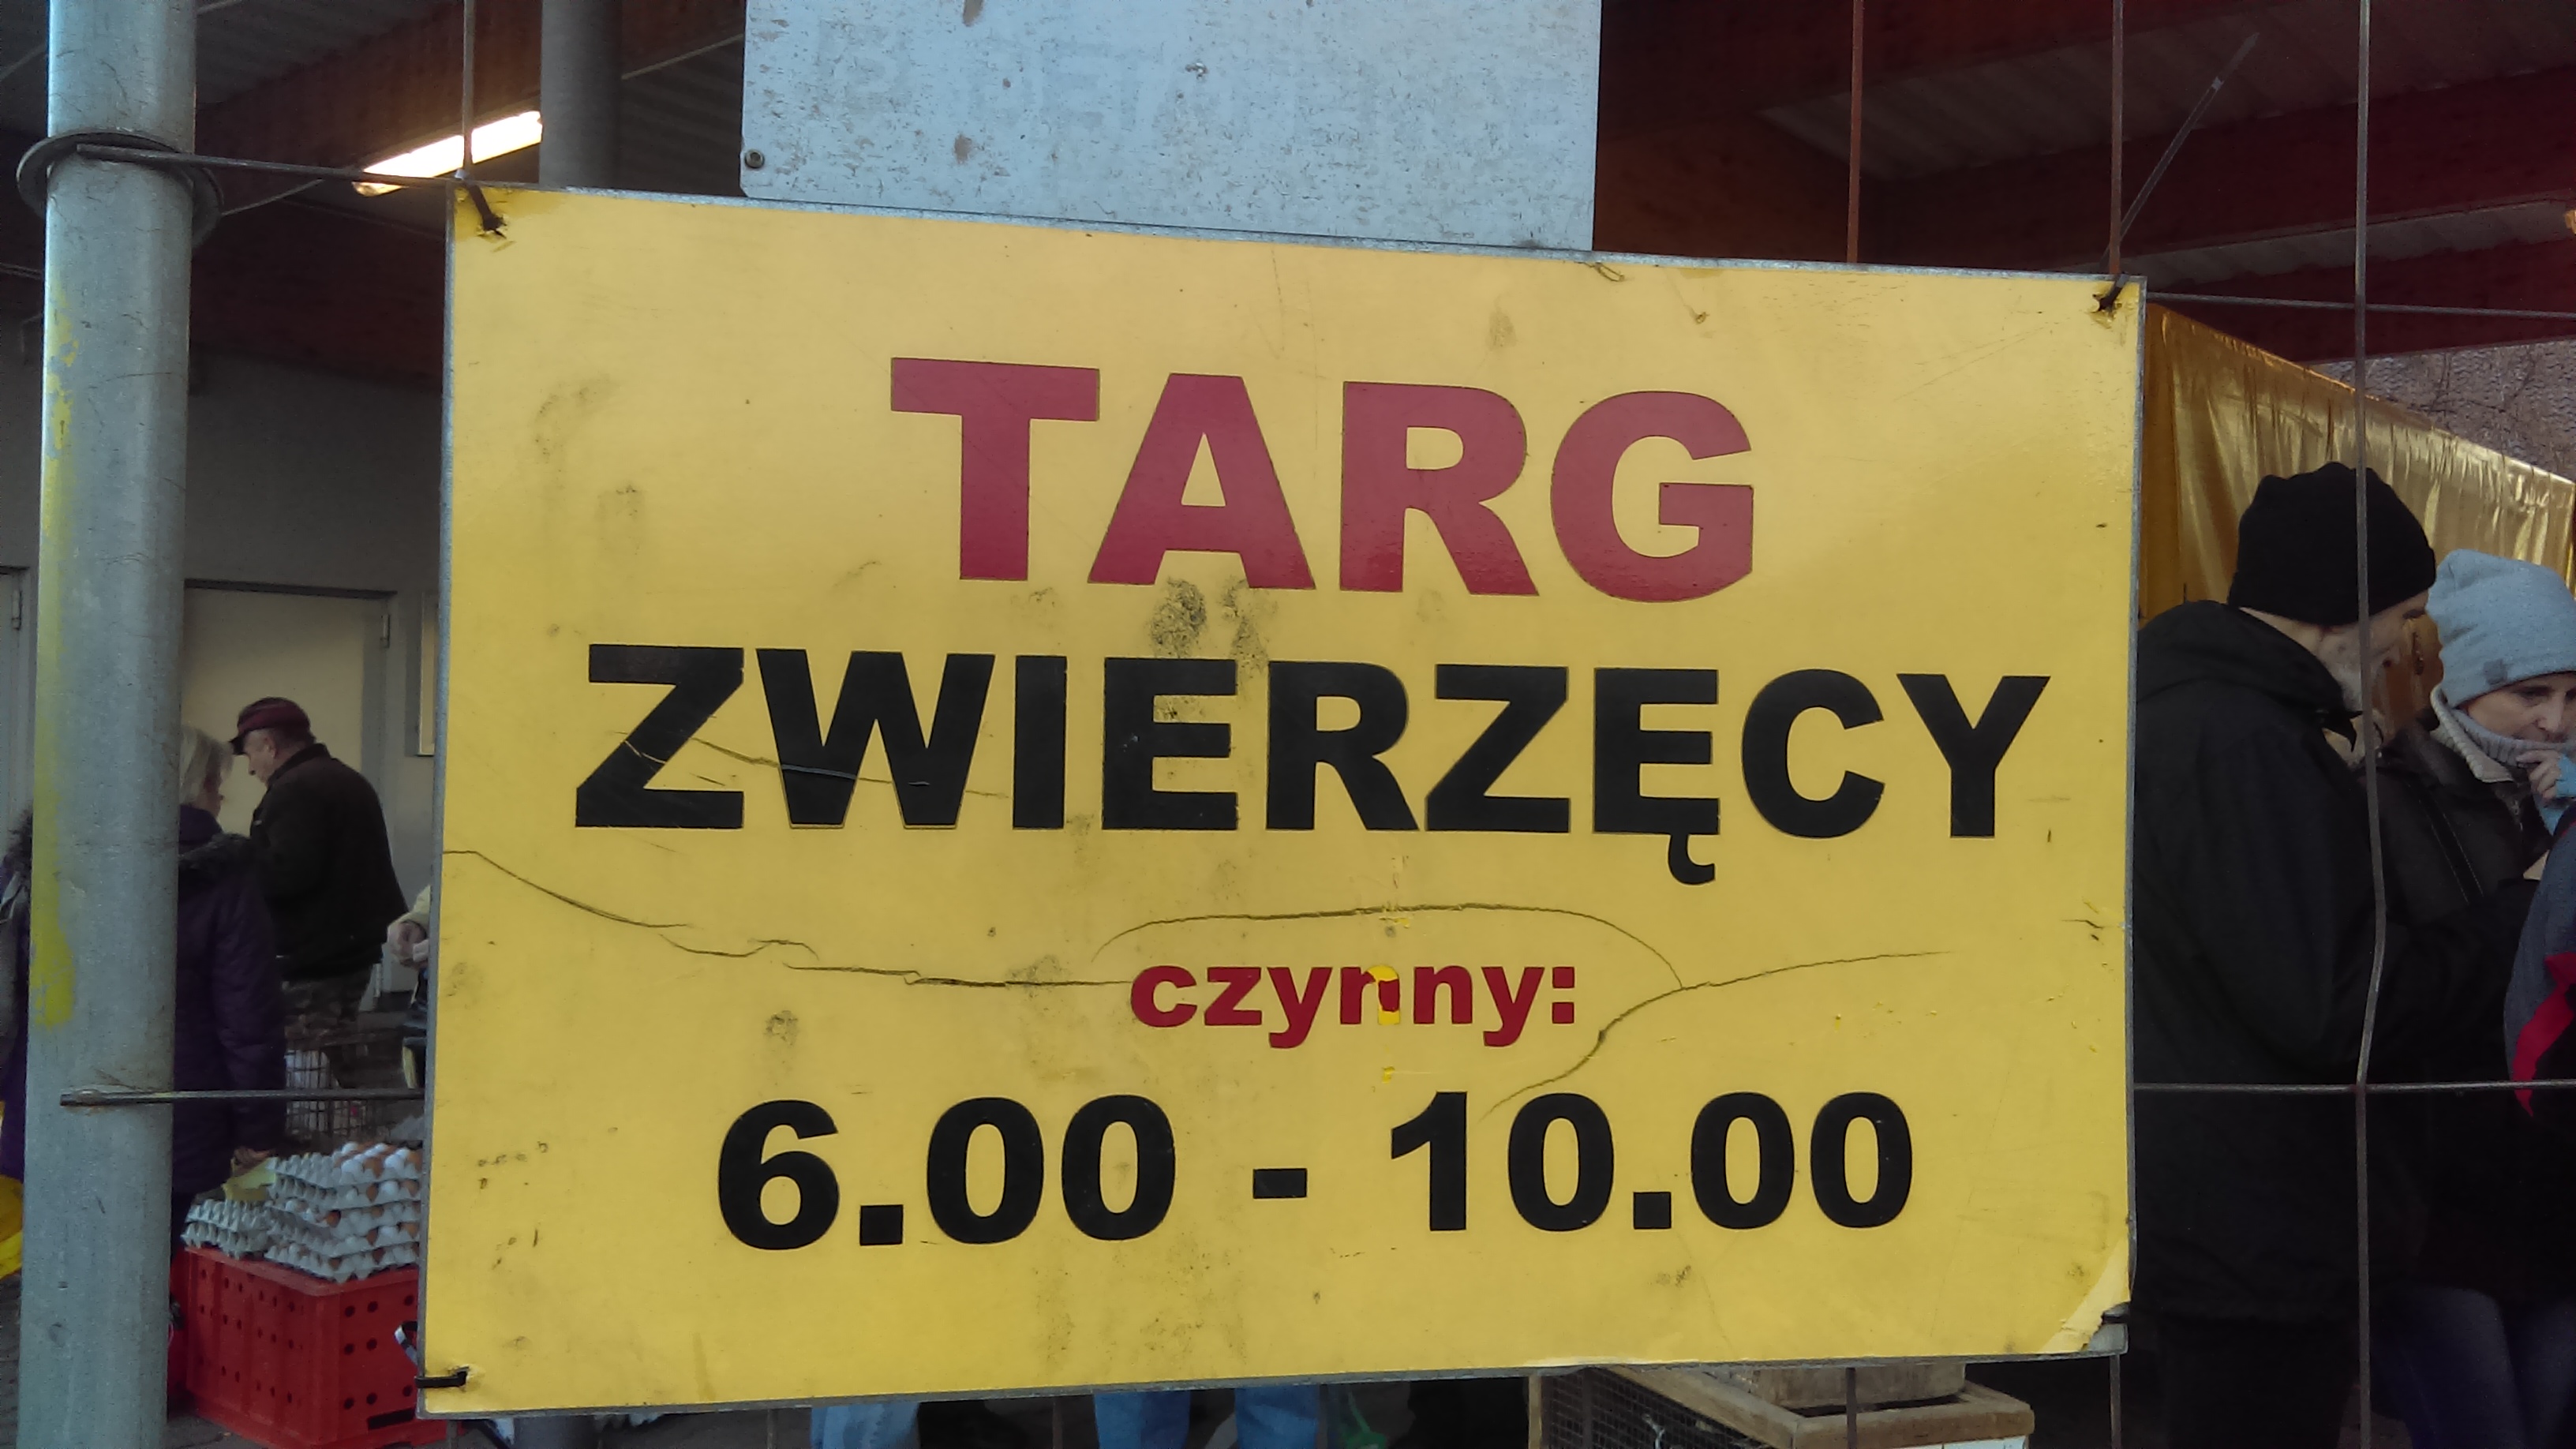 TARG
ZWIERZĘCY
czynny:
6.00 - 10.00